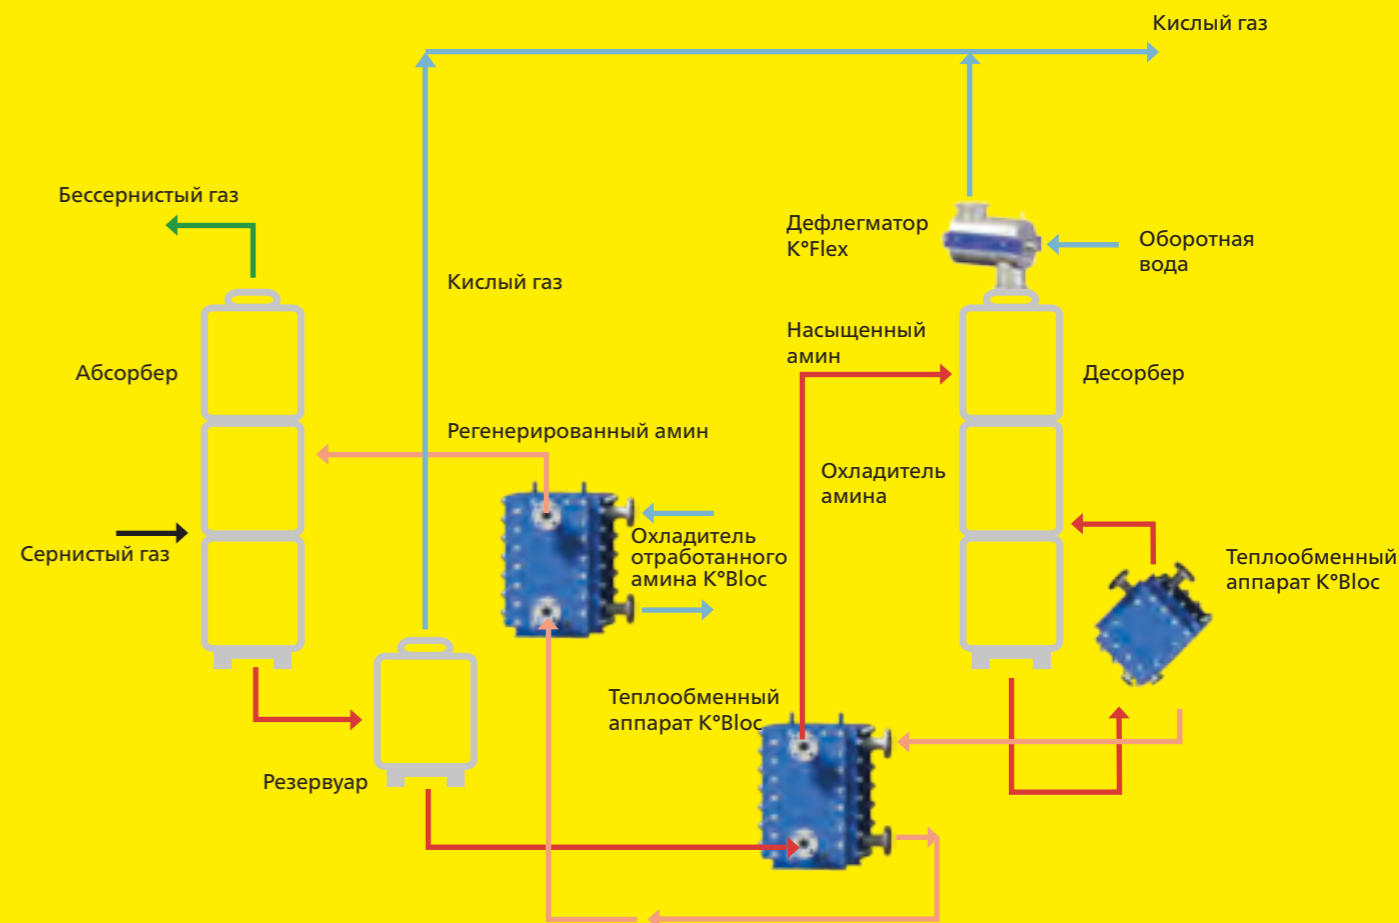 Кислый газ
Бессернистый газ
Дефлегматор
K°Flex
Оборотная
вода
Кислый газ
Насыщенный
амин
Абсорбер
Десорбер
Регенерированный амин
Охладитель
амина
Сернистый газ
Охладитель
отработанного
амина K°Bloc
Теплообменный
аппарат K°Bloc
Теплообменный
аппарат K°Bloc
Резервуар